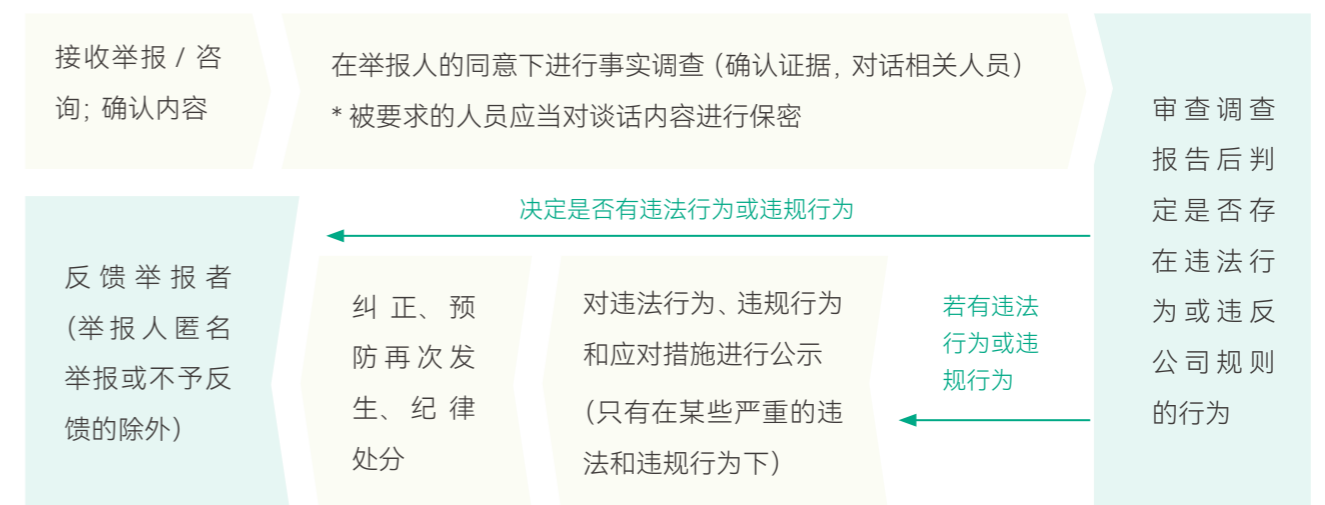 接收举报 / 咨
询; 确认内容
在举报人的同意下进行事实调查 (确认证据, 对话相关人员)
* 被要求的人员应当对谈话内容进行保密
审查调查
报告后判
定是否存
在违法行
为或违反
公司规则
的行为
决定是否有违法行为或违规行为
若有违法
行为或违
规行为
对违法行为、违规行为
和应对措施进行公示
(只有在某些严重的违
法和违规行为下)
纠正、预
防再次发
生、纪律
处分
反馈举报者
(举报人匿名
举报或不予反
馈的除外)